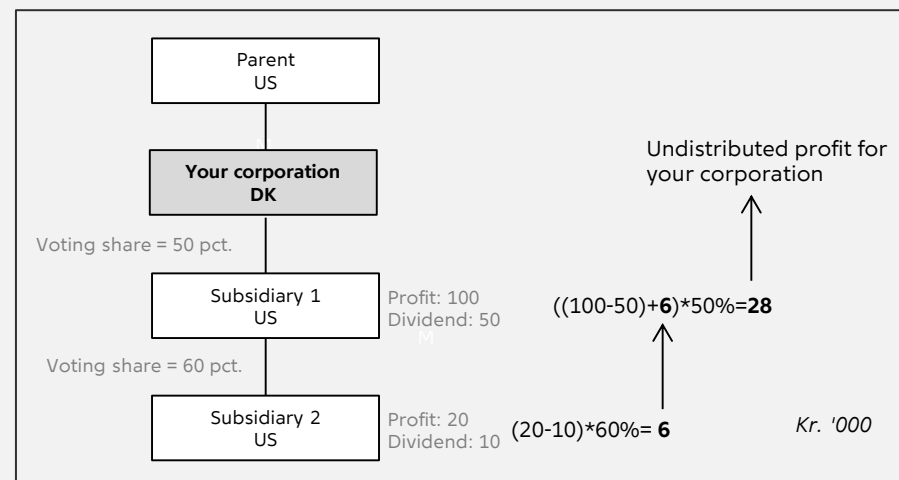 Parent
US
Undistributed profit for
your corporation
Your corporation
DK
Voting share = 50 pct.
Subsidiary 1
US
Profit: 100
Dividend: 50
((100-50)+6)*50%=28
M
Voting share = 60 pct.
Subsidiary 2
US
Profit: 20
Dividend: 10
(20-10)*60%= 6
Kr. '000